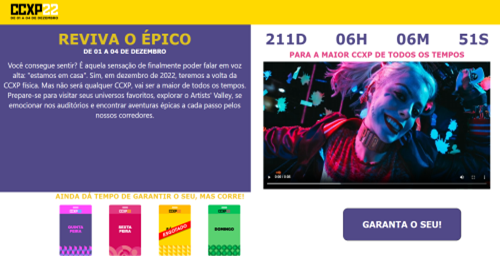 CCXP22
DE 01 A 04 DE DEZEMBRO
REVIVA O ÉPICO
DE 01 A 04 DE DEZEMBRO
Você consegue sentir? É aquela sensação de finalmente poder falar em voz
alta: “estamos em casa”. Sim, em dezembro de 2022, teremos a volta da
CCXP física. Mas não será qualquer CCXP, vai ser a maior de todos os tempos.
Prepare-se para visitar seus universos favoritos, explorar o Artists' Valley, se
emocionar nos auditórios e encontrar aventuras épicas a cada passo pelos
nossos corredores.
211D 06H 06M 51S
PARA A MAIOR CCXP DE TODOS OS TEMPOS
0:00 / 0:00
AINDA DÁ TEMPO DE GARANTIR O SEU, MAS CORRE!
QUINTA
FEIRA
SEXTA
FEIRA
ESGOTADO
DOMINGO
GARANTA O SEU!